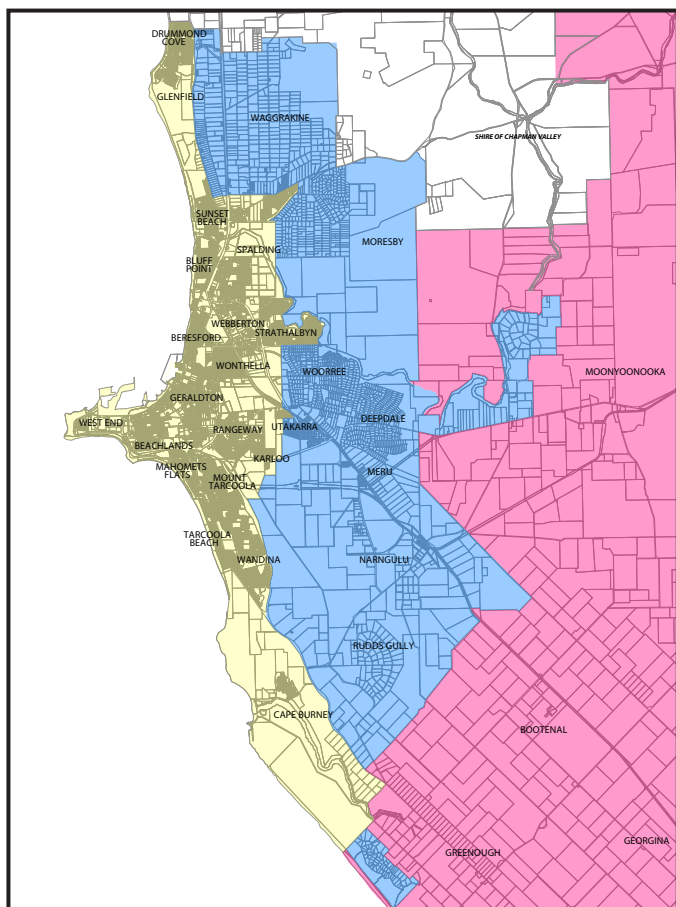 DRUMMOND
COVE
GLENFIELD
WAGGRAKINE
SHIRE OF CHAPMAN VALLEY
SUNSET
BEACH
MORESBY
SPALDING
BLUFF
POINT
WEBBERTON
STRATHALBYN
BERESFORD
WONTHELLA
WOORREE
MOONYOONOOKA
GERALDTON
WEST END
RANGEWAY
UTAKARRA
DEEPDALE
BEACHLANDS
KARLOO
MAHOMETS
FLATS
MERU
MOUNT
TARCOOLA
TARCOOLA
BEACH
WANDINA
NARNGULU
RUDDS GULLY
CAPE BURNEY
BOOTENAL
GEORGINA
GREENOUGH